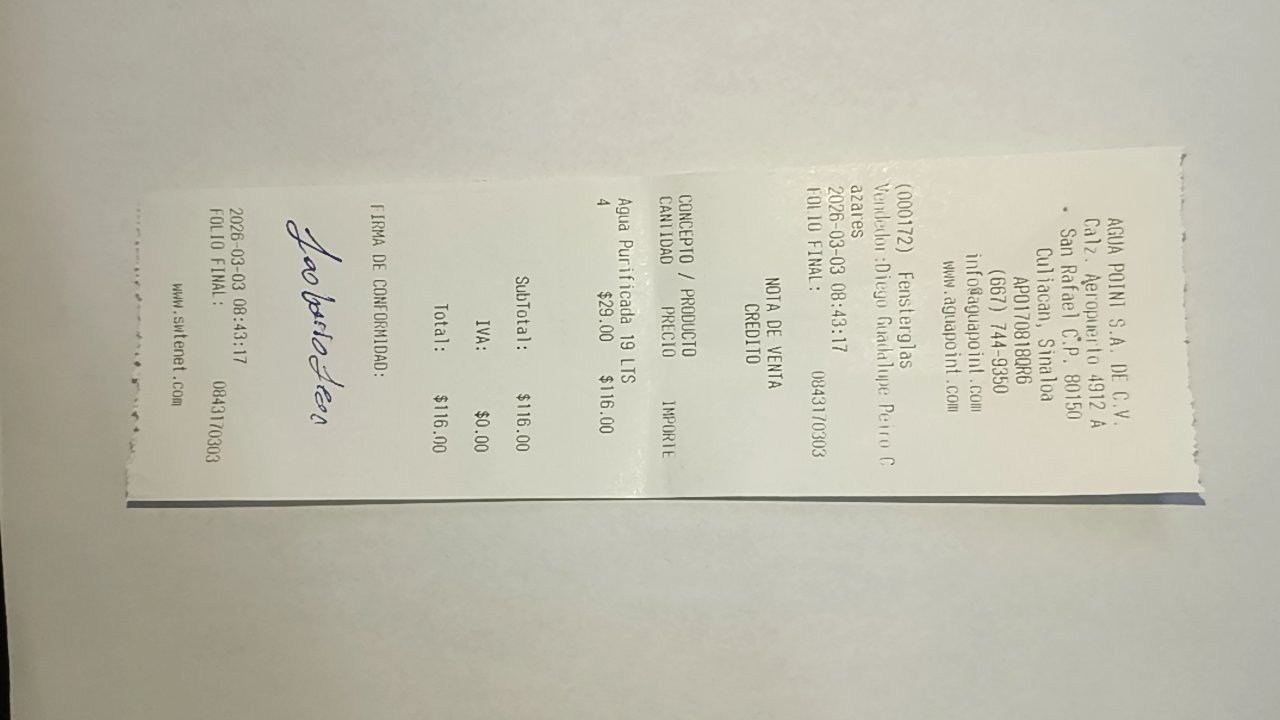 AGUA POINT S.A. DE C.V.
Calz. Aeropuerto 4912 A
San Rafael C.P. 80150
Culiacan, Sinaloa
APO170818QR6
(667) 744-9350
info@aguapoint.com
www.aguapoint.com
(000172) Fensterglas
Vendedor:Diego Guadalupe Peiro C
azares
2026-03-03 08:43:17
FOLIO FINAL: 0843170303
NOTA DE VENTA
CREDITO
CONCEPTO / PRODUCTO
CANTIDAD PRECIO IMPORTE
Agua Purificada 19 LTS
4 $29.00 $116.00
SubTotal: $116.00
IVA: $0.00
Total: $116.00
FIRMA DE CONFORMIDAD:
2026-03-03 08:43:17
FOLIO FINAL: 0843170303
www.swtenet.com